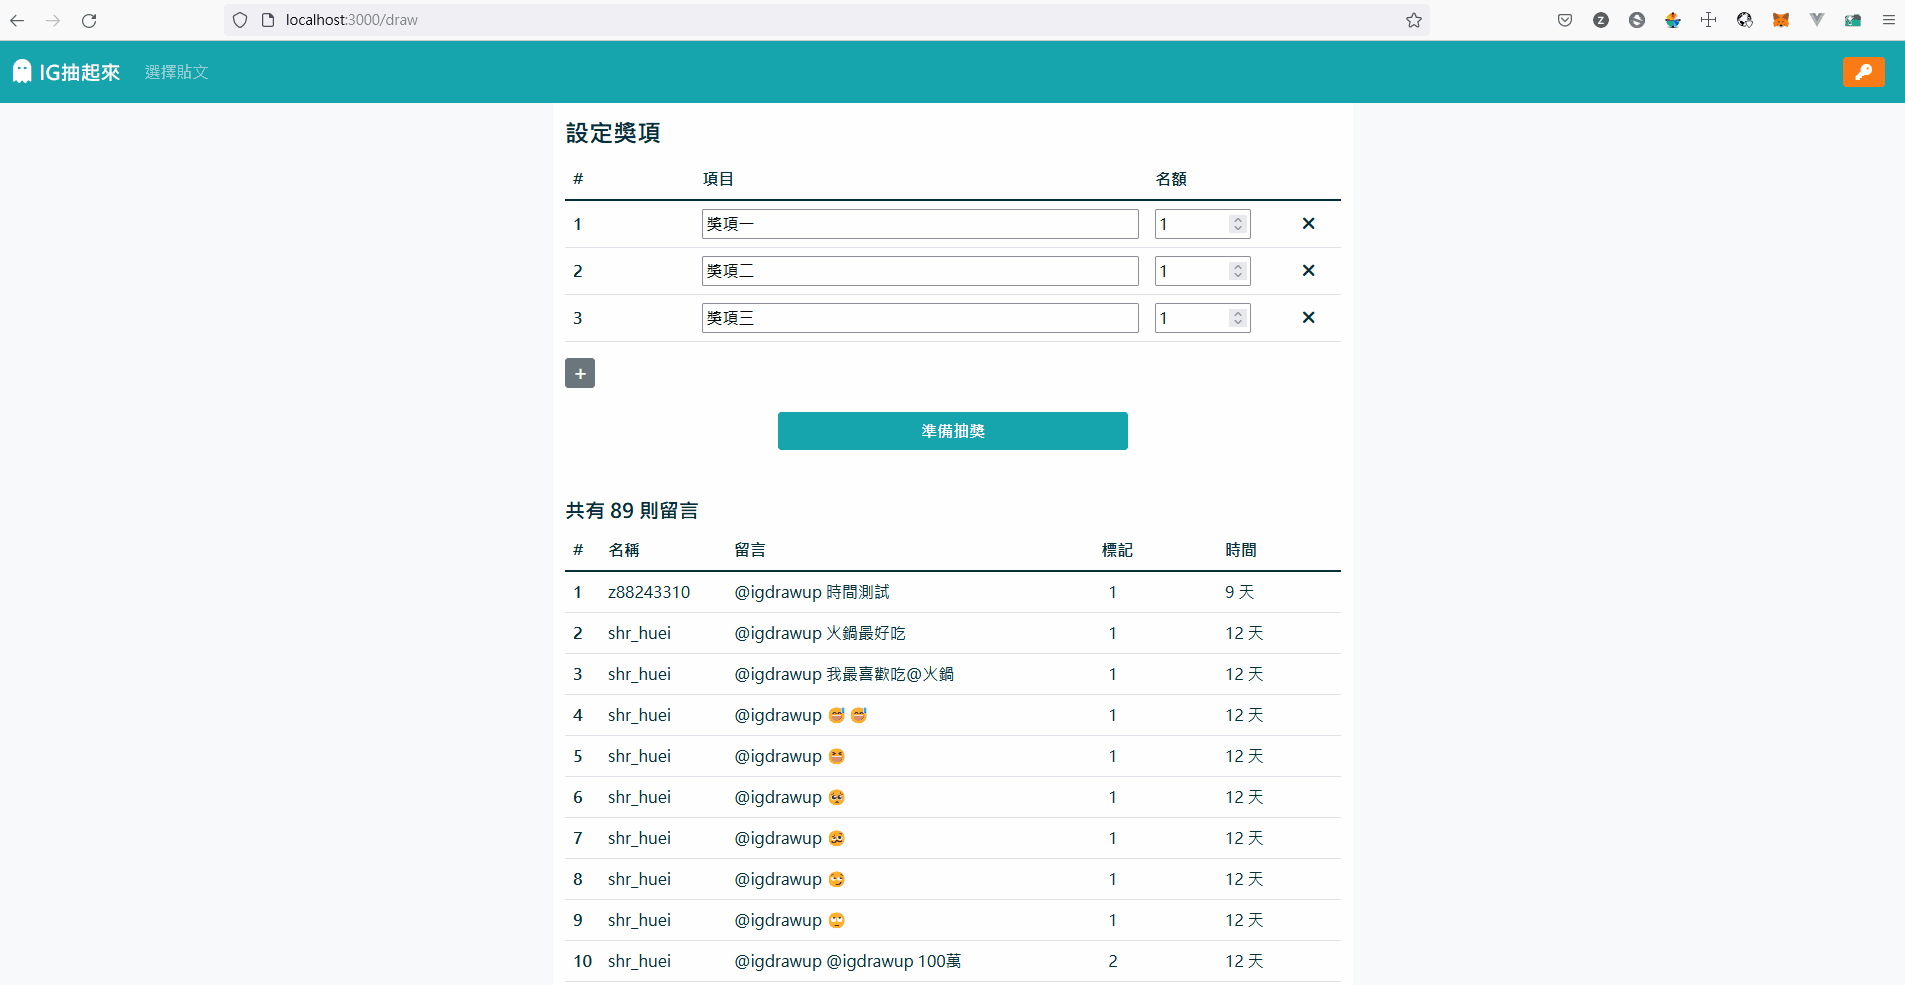 localhost:3000/draw
IG抽起來 選擇貼文
設定獎項
# 項目 名額
1 獎項一 1
2 獎項二 1
3 獎項三 1
+
準備抽獎
共有 89 則留言
# 名稱 留言 標記 時間
1 z88243310 @igdrawup 時間測試 1 9 天
2 shr_huei @igdrawup 火鍋最好吃 1 12 天
3 shr_huei @igdrawup 我最喜歡吃@火鍋 1 12 天
4 shr_huei @igdrawup 😅 😅 1 12 天
5 shr_huei @igdrawup 😆 1 12 天
6 shr_huei @igdrawup 🥺 1 12 天
7 shr_huei @igdrawup 🥴 1 12 天
8 shr_huei @igdrawup 😏 1 12 天
9 shr_huei @igdrawup 🙄 1 12 天
10 shr_huei @igdrawup @igdrawup 100萬 2 12 天